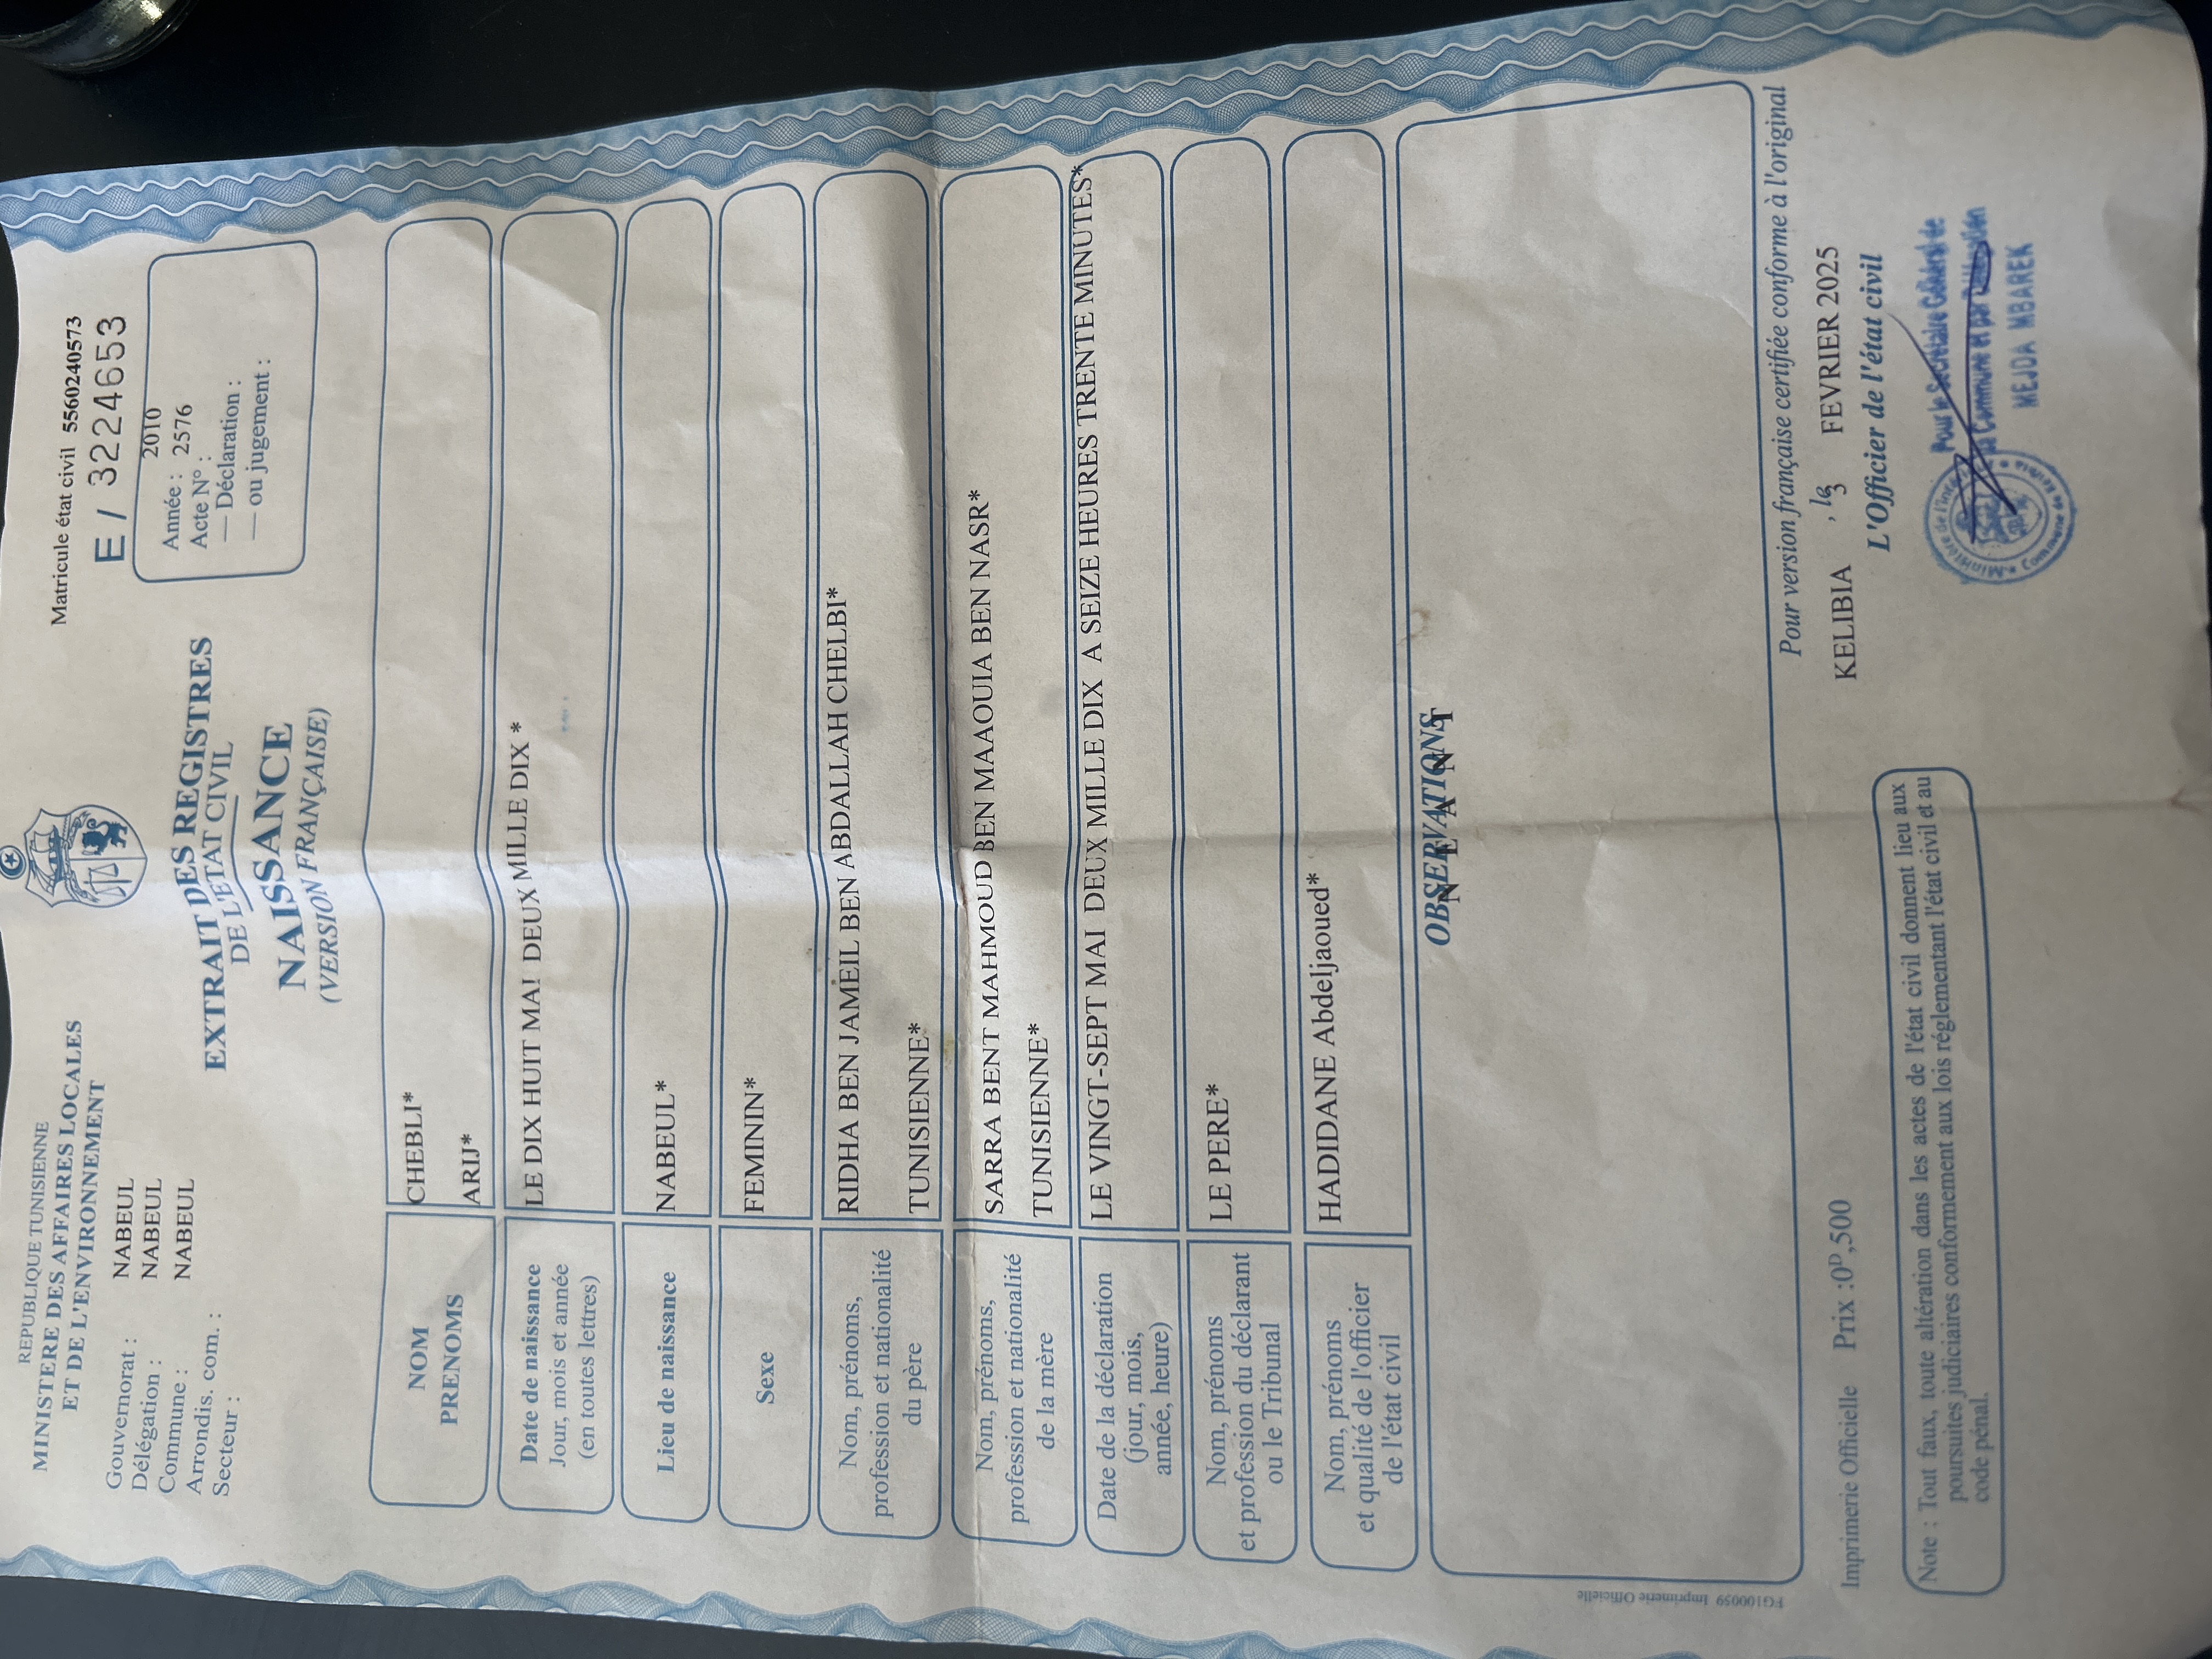 REPUBLIQUE TUNISIENNE
MINISTERE DES AFFAIRES LOCALES
ET DE L'ENVIRONNEMENT
Gouvernorat : NABEUL
Délégation : NABEUL
Commune : NABEUL
Arrondis. com. :
Secteur :
Matricule état civil 5560240573
E / 3224653
2010
Année :
Acte N° : 2576
— Déclaration :
— ou jugement :
EXTRAIT DES REGISTRES
DE L'ETAT CIVIL
NAISSANCE
(VERSION FRANÇAISE)
NOM CHEBLI*
PRENOMS ARIJ*
Date de naissance
Jour, mois et année
(en toutes lettres)
LE DIX HUIT MAI DEUX MILLE DIX *
Lieu de naissance NABEUL*
Sexe FEMININ*
Nom, prénoms,
profession et nationalité
du père
RIDHA BEN JAMEIL BEN ABDALLAH CHELBI*
TUNISIENNE*
Nom, prénoms,
profession et nationalité
de la mère
SARRA BENT MAHMOUD BEN MAAOUIA BEN NASR*
TUNISIENNE*
Date de la déclaration
(jour, mois,
année, heure)
LE VINGT-SEPT MAI DEUX MILLE DIX A SEIZE HEURES TRENTE MINUTES*
Nom, prénoms
et profession du déclarant
ou le Tribunal
LE PERE*
Nom, prénoms
et qualité de l'officier
de l'état civil
HADIDANE Abdeljaoued*
OBSERVATIONS
N E A N T
Pour version française certifiée conforme à l'original
KELIBIA , le 3 FEVRIER 2025
L'Officier de l'état civil
Pour le Secrétaire Général de
la Commune et par
MEJDA MBAREK
FG100059 Imprimerie Officielle
Imprimerie Officielle Prix :0D,500
Note : Tout faux, toute altération dans les actes de l'état civil donnent lieu aux
poursuites judiciaires conformement aux lois réglementant l'état civil et au
code pénal.